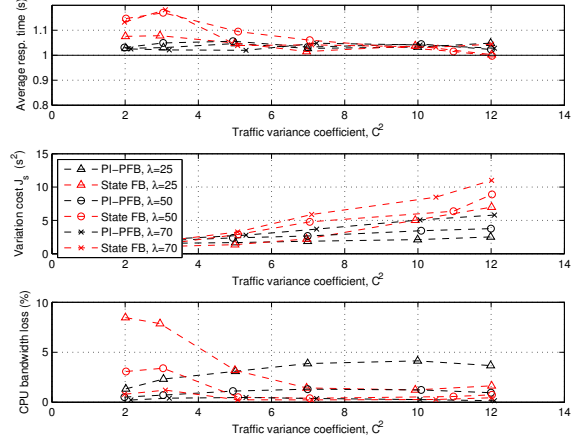 Average resp. time (s)
1.1
1
0.9
0.8
0 2 4 6 8 10 12 14
Traffic variance coefficient, C²
Variation cost J_s (s²)
15
10
5
0
PI−PFB, λ=25
State FB, λ=25
PI−PFB, λ=50
State FB, λ=50
PI−PFB, λ=70
State FB, λ=70
0 2 4 6 8 10 12 14
Traffic variance coefficient, C²
CPU bandwidth loss (%)
10
5
0
0 2 4 6 8 10 12 14
Traffic variance coefficient, C²